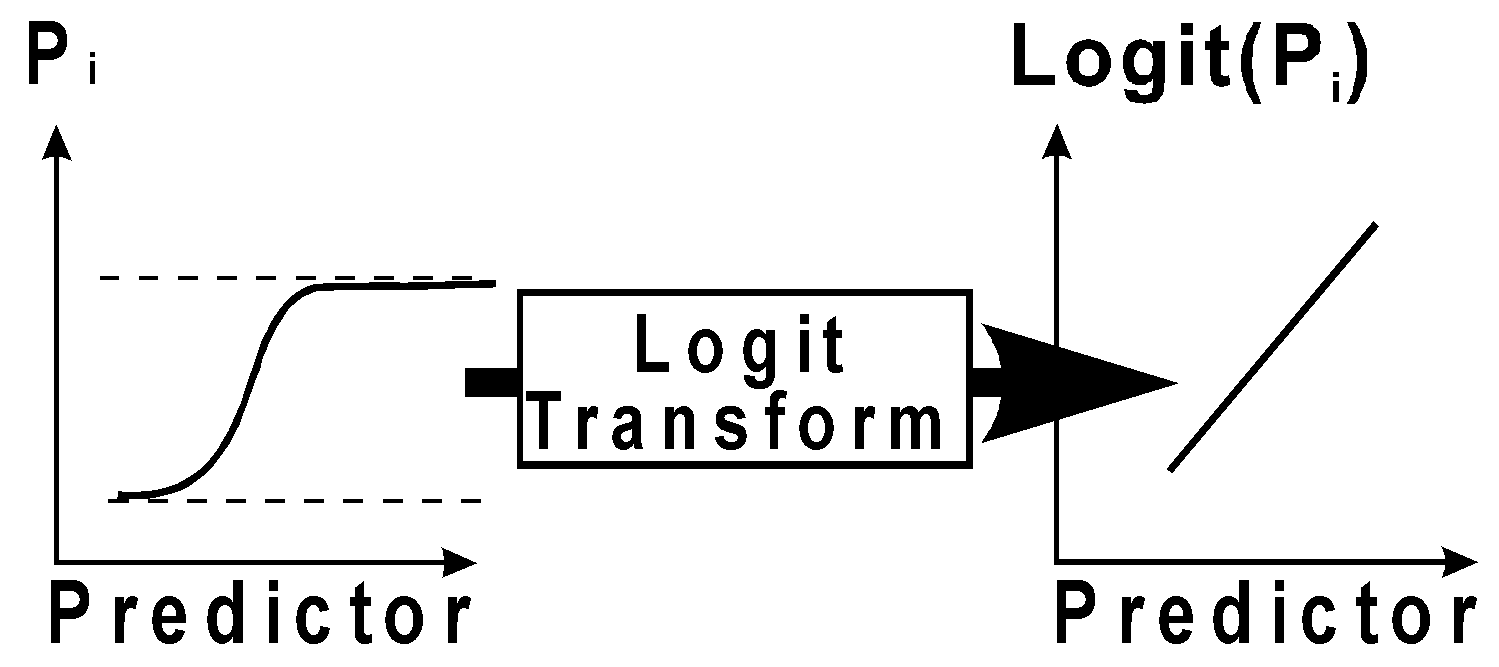 Pi
Predictor
Logit
Transform
Logit(Pi)
Predictor